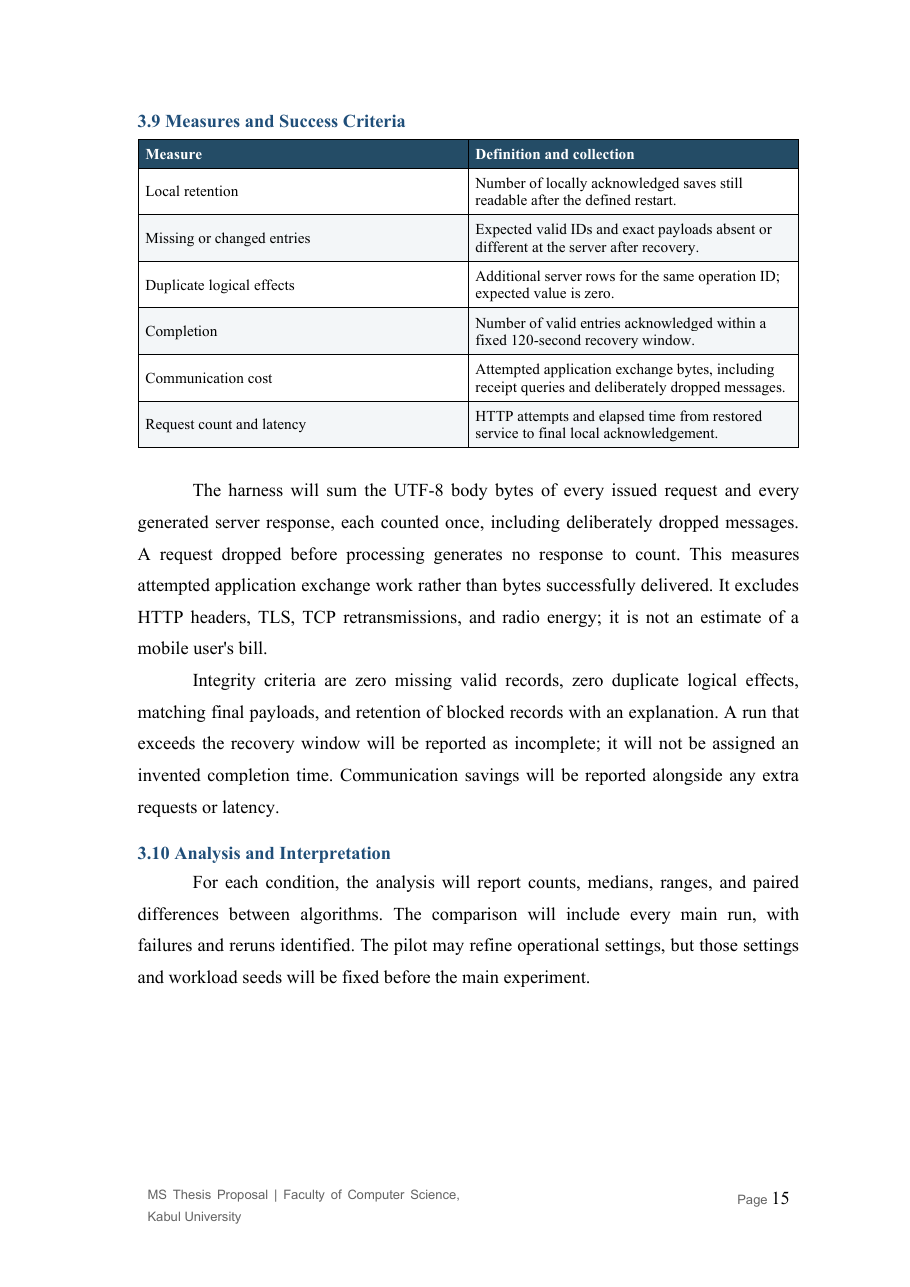 3.9 Measures and Success Criteria
Measure
Definition and collection
Local retention
Number of locally acknowledged saves still
readable after the defined restart.
Missing or changed entries
Expected valid IDs and exact payloads absent or
different at the server after recovery.
Duplicate logical effects
Additional server rows for the same operation ID;
expected value is zero.
Completion
Number of valid entries acknowledged within a
fixed 120-second recovery window.
Communication cost
Attempted application exchange bytes, including
receipt queries and deliberately dropped messages.
Request count and latency
HTTP attempts and elapsed time from restored
service to final local acknowledgement.
The harness will sum the UTF-8 body bytes of every issued request and every
generated server response, each counted once, including deliberately dropped messages.
A request dropped before processing generates no response to count. This measures
attempted application exchange work rather than bytes successfully delivered. It excludes
HTTP headers, TLS, TCP retransmissions, and radio energy; it is not an estimate of a
mobile user's bill.
Integrity criteria are zero missing valid records, zero duplicate logical effects,
matching final payloads, and retention of blocked records with an explanation. A run that
exceeds the recovery window will be reported as incomplete; it will not be assigned an
invented completion time. Communication savings will be reported alongside any extra
requests or latency.
3.10 Analysis and Interpretation
For each condition, the analysis will report counts, medians, ranges, and paired
differences between algorithms. The comparison will include every main run, with
failures and reruns identified. The pilot may refine operational settings, but those settings
and workload seeds will be fixed before the main experiment.
MS Thesis Proposal | Faculty of Computer Science,
Kabul University
Page 15